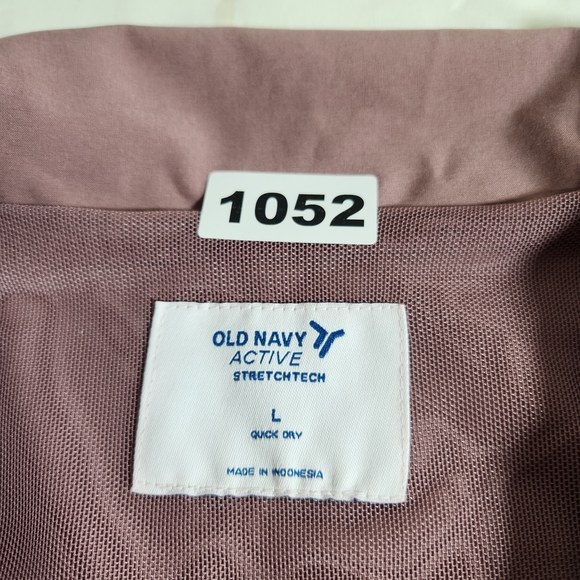 1052
OLD NAVY
ACTIVE
STRETCHTECH
L
QUICK DRY
MADE IN INDONESIA